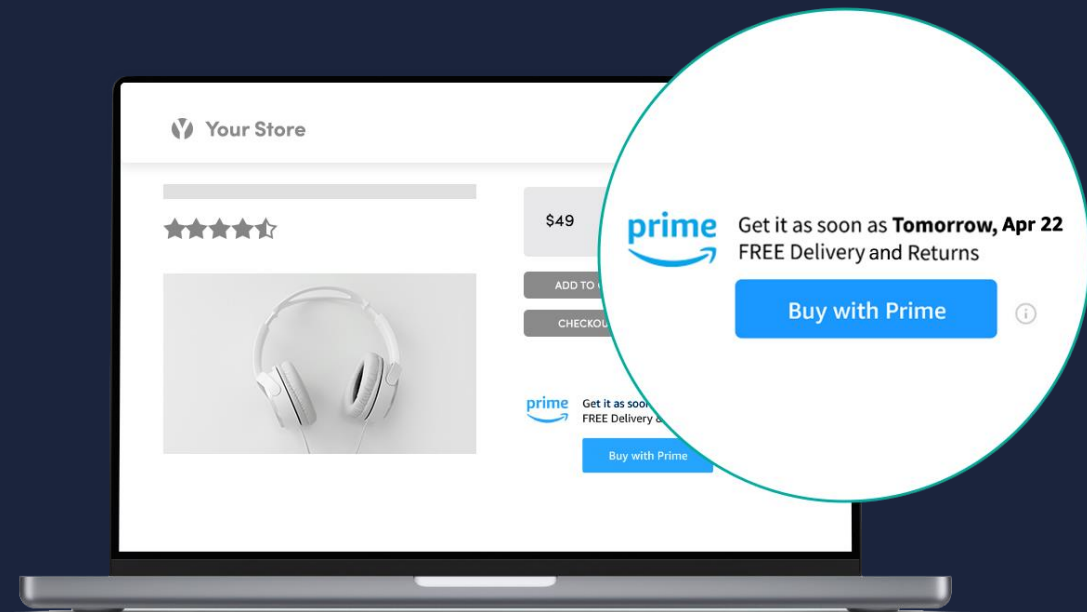 Your Store
$49
ADD TO
CHECKOU
prime
Get it as soon
FREE Delivery
Buy with Prime
prime
Get it as soon as Tomorrow, Apr 22
FREE Delivery and Returns
Buy with Prime